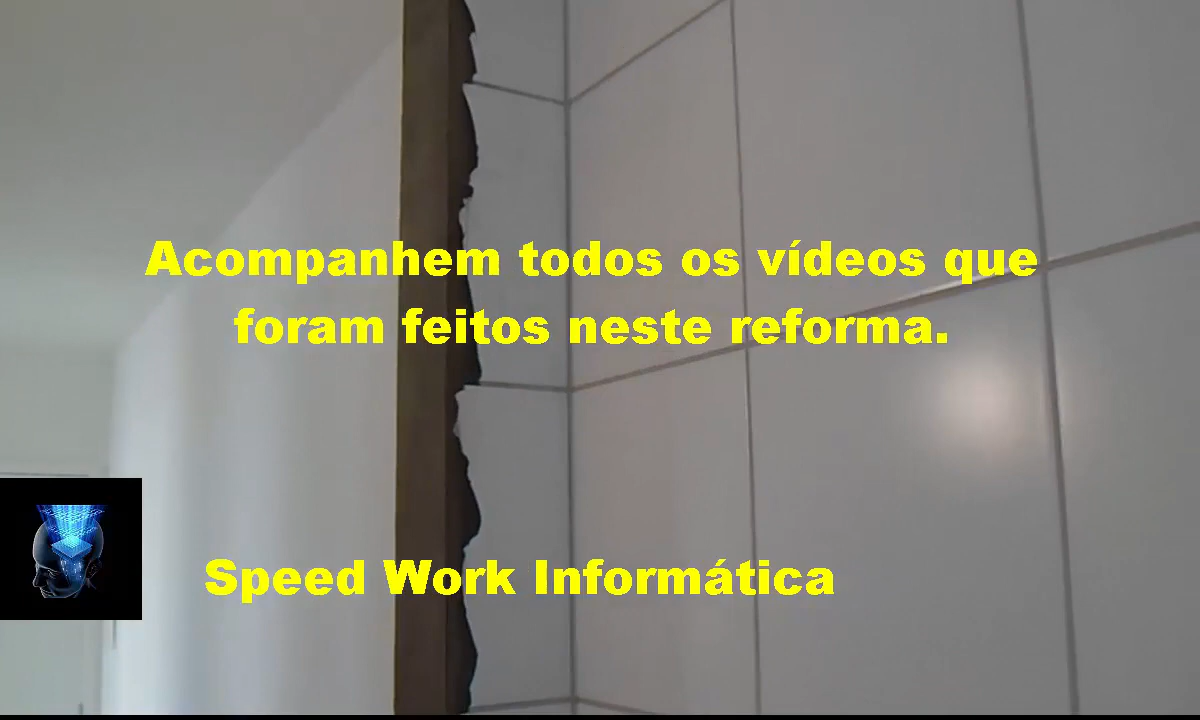 Acompanhem todos os vídeos que
foram feitos neste reforma.
Speed Work Informática